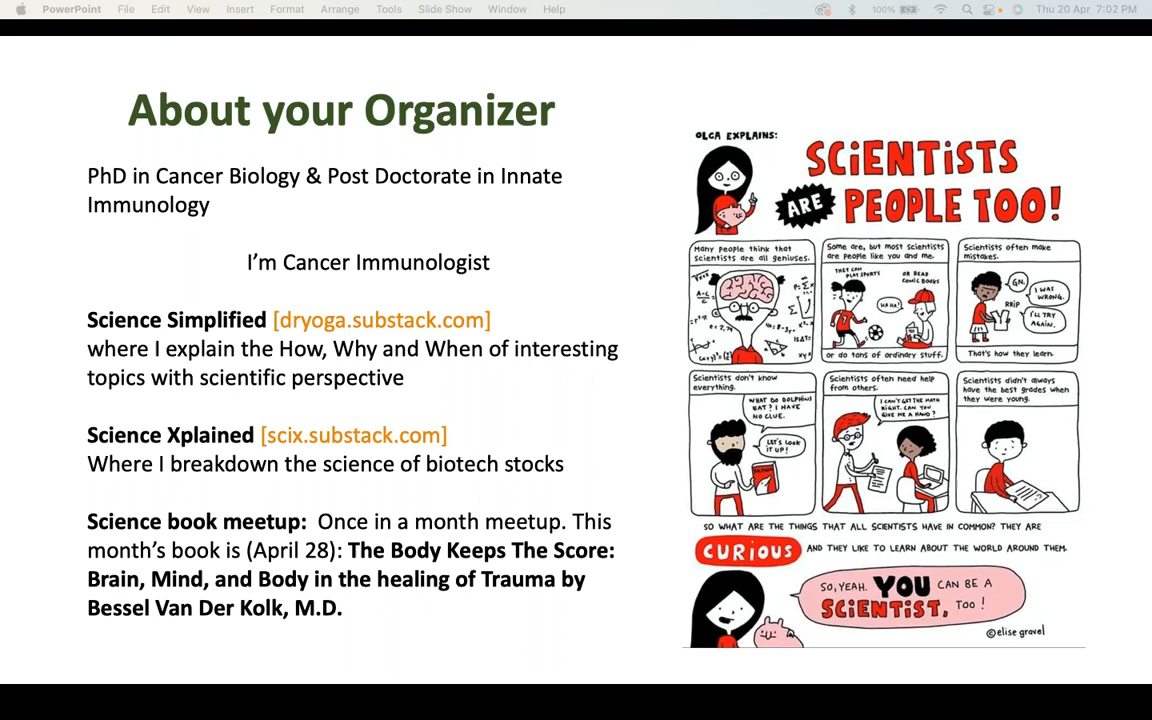 PowerPoint File Edit View Insert Format Arrange Tools Slide Show Window Help 100% Thu 20 Apr 7:02 PM
About your Organizer
PhD in Cancer Biology & Post Doctorate in Innate
Immunology
I'm Cancer Immunologist
Science Simplified [dryoga.substack.com]
where I explain the How, Why and When of interesting
topics with scientific perspective
Science Xplained [scix.substack.com]
Where I breakdown the science of biotech stocks
Science book meetup: Once in a month meetup. This
month's book is (April 28): The Body Keeps The Score:
Brain, Mind, and Body in the healing of Trauma by
Bessel Van Der Kolk, M.D.
OLGA EXPLAINS:
SCiENTiSTS
ARE PEOPLE TOO!
Many people think that
scientists are all geniuses.
Some are, but most scientists
are people like you and me.
THEY CAN
PLAY SPORTS
OR READ
COMIC BOOKS
HA HA!
or do tons of ordinary stuff.
Scientists often make
mistakes.
GN.
I WAS
WRONG.
RRIP
I'LL TRY
AGAIN.
That's how they learn.
Scientists don't know
everything.
WHAT DO DOLPHINS
EAT? I HAVE
NO CLUE.
LET'S LOOK
IT UP!
Scientists often need help
from others.
I CAN'T GET THE MATH
RIGHT. CAN YOU
GIVE ME A HAND?
Scientists didn't always
have the best grades when
they were young.
SO WHAT ARE THE THINGS THAT ALL SCIENTISTS HAVE IN COMMON? THEY ARE
CURiOUS AND THEY LIKE TO LEARN ABOUT THE WORLD AROUND THEM.
SO, YEAH. YOU CAN BE A
SCiENTiST, TOO!
©elise gravel